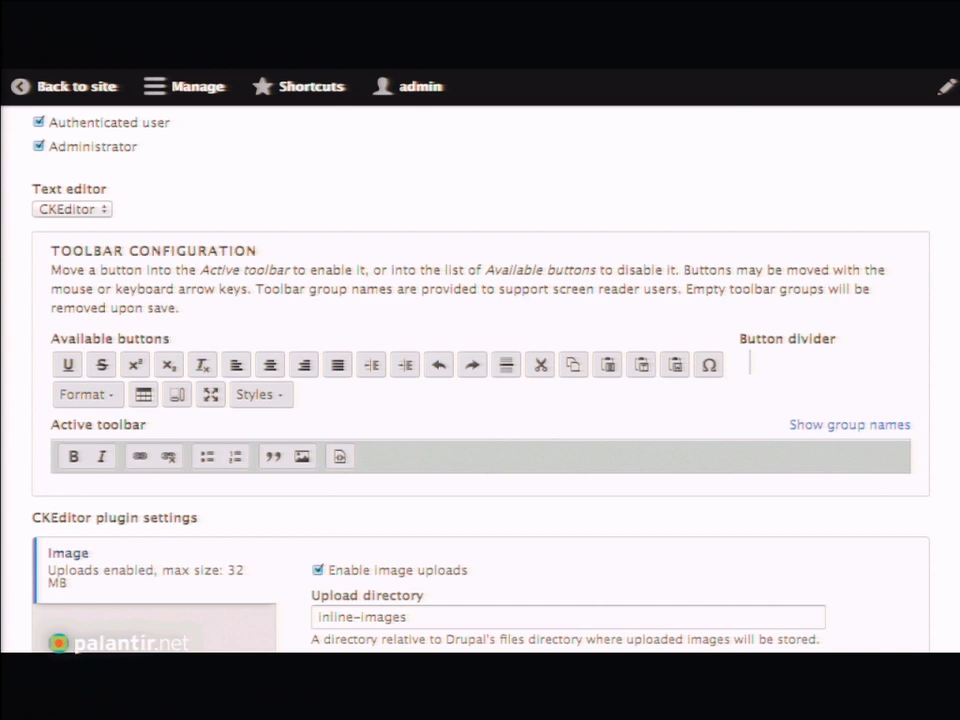 Back to site Manage Shortcuts admin
Authenticated user
Administrator
Text editor
CKEditor
TOOLBAR CONFIGURATION
Move a button into the Active toolbar to enable it, or into the list of Available buttons to disable it. Buttons may be moved with the
mouse or keyboard arrow keys. Toolbar group names are provided to support screen reader users. Empty toolbar groups will be
removed upon save.
Available buttons Button divider
U S x² x₂ Tx Ω
Format Styles
Active toolbar Show group names
B I
CKEditor plugin settings
Image
Uploads enabled, max size: 32
MB
Enable image uploads
Upload directory
inline-images
A directory relative to Drupal's files directory where uploaded images will be stored.
palantir.net